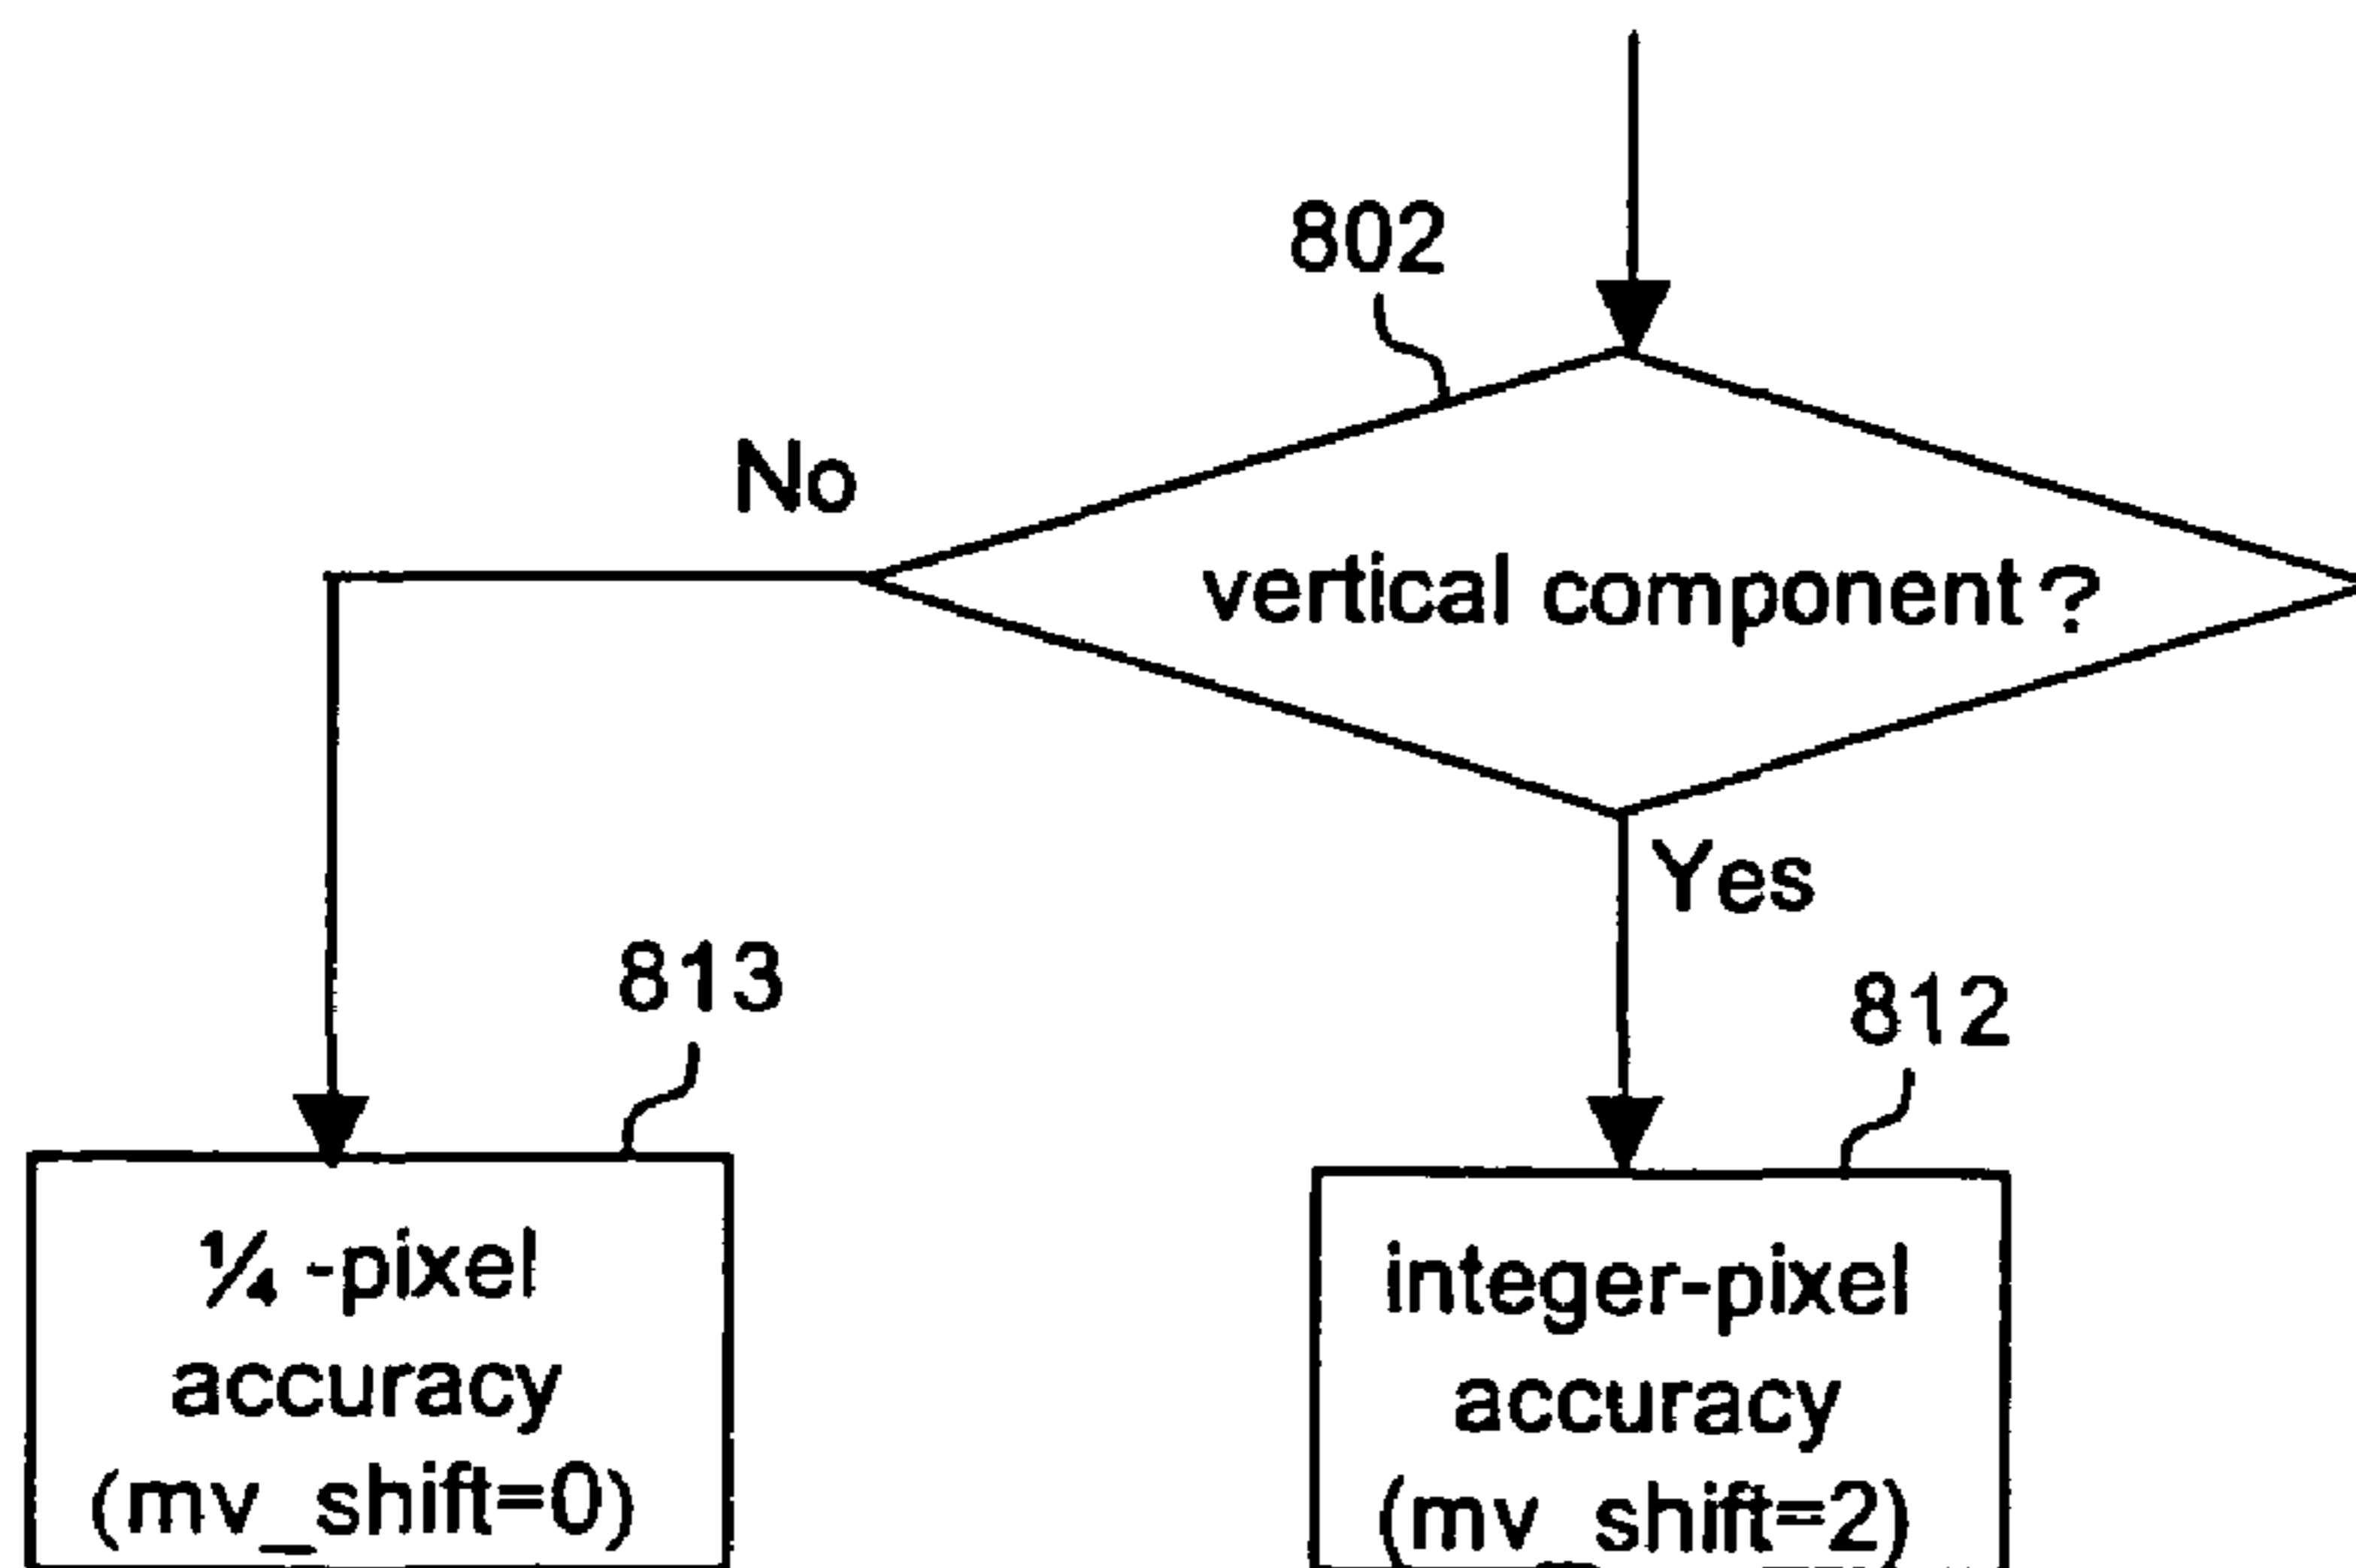 802
No
vertical component ?
Yes
813
812
¼ -pixel
accuracy
(mv_shift=0)
integer-pixel
accuracy
(mv_shift=2)